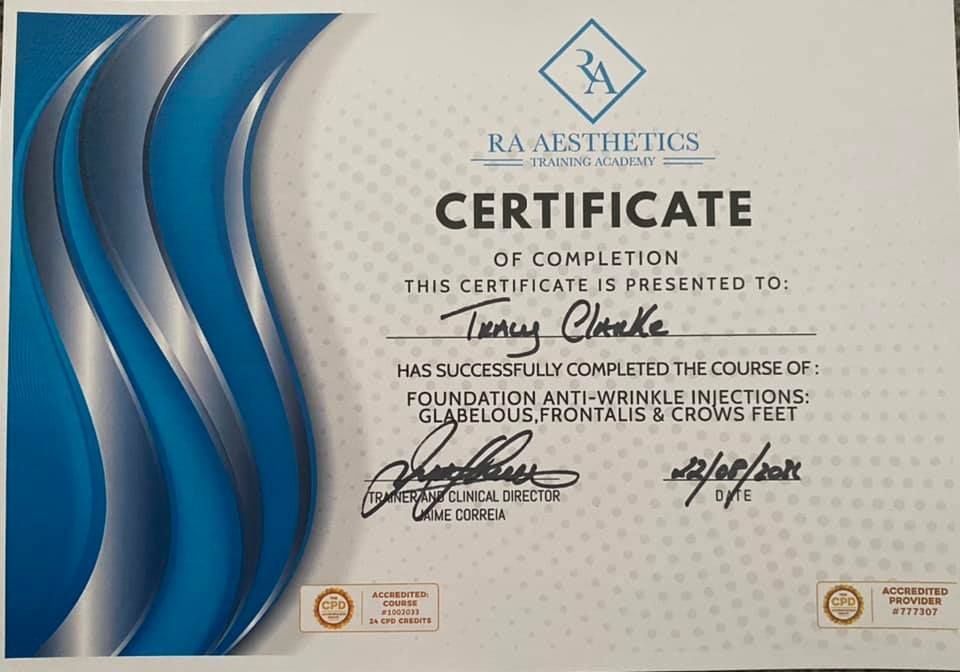 RA
RA AESTHETICS
TRAINING ACADEMY
CERTIFICATE
OF COMPLETION
THIS CERTIFICATE IS PRESENTED TO:
Tracy Clarke
HAS SUCCESSFULLY COMPLETED THE COURSE OF :
FOUNDATION ANTI-WRINKLE INJECTIONS:
GLABELOUS,FRONTALIS & CROWS FEET
TRAINER AND CLINICAL DIRECTOR
JAIME CORREIA
DATE
THE
CPD
ACCREDITED:
COURSE
#1002033
24 CPD CREDITS
THE
CPD
ACCREDITED
PROVIDER
#777307